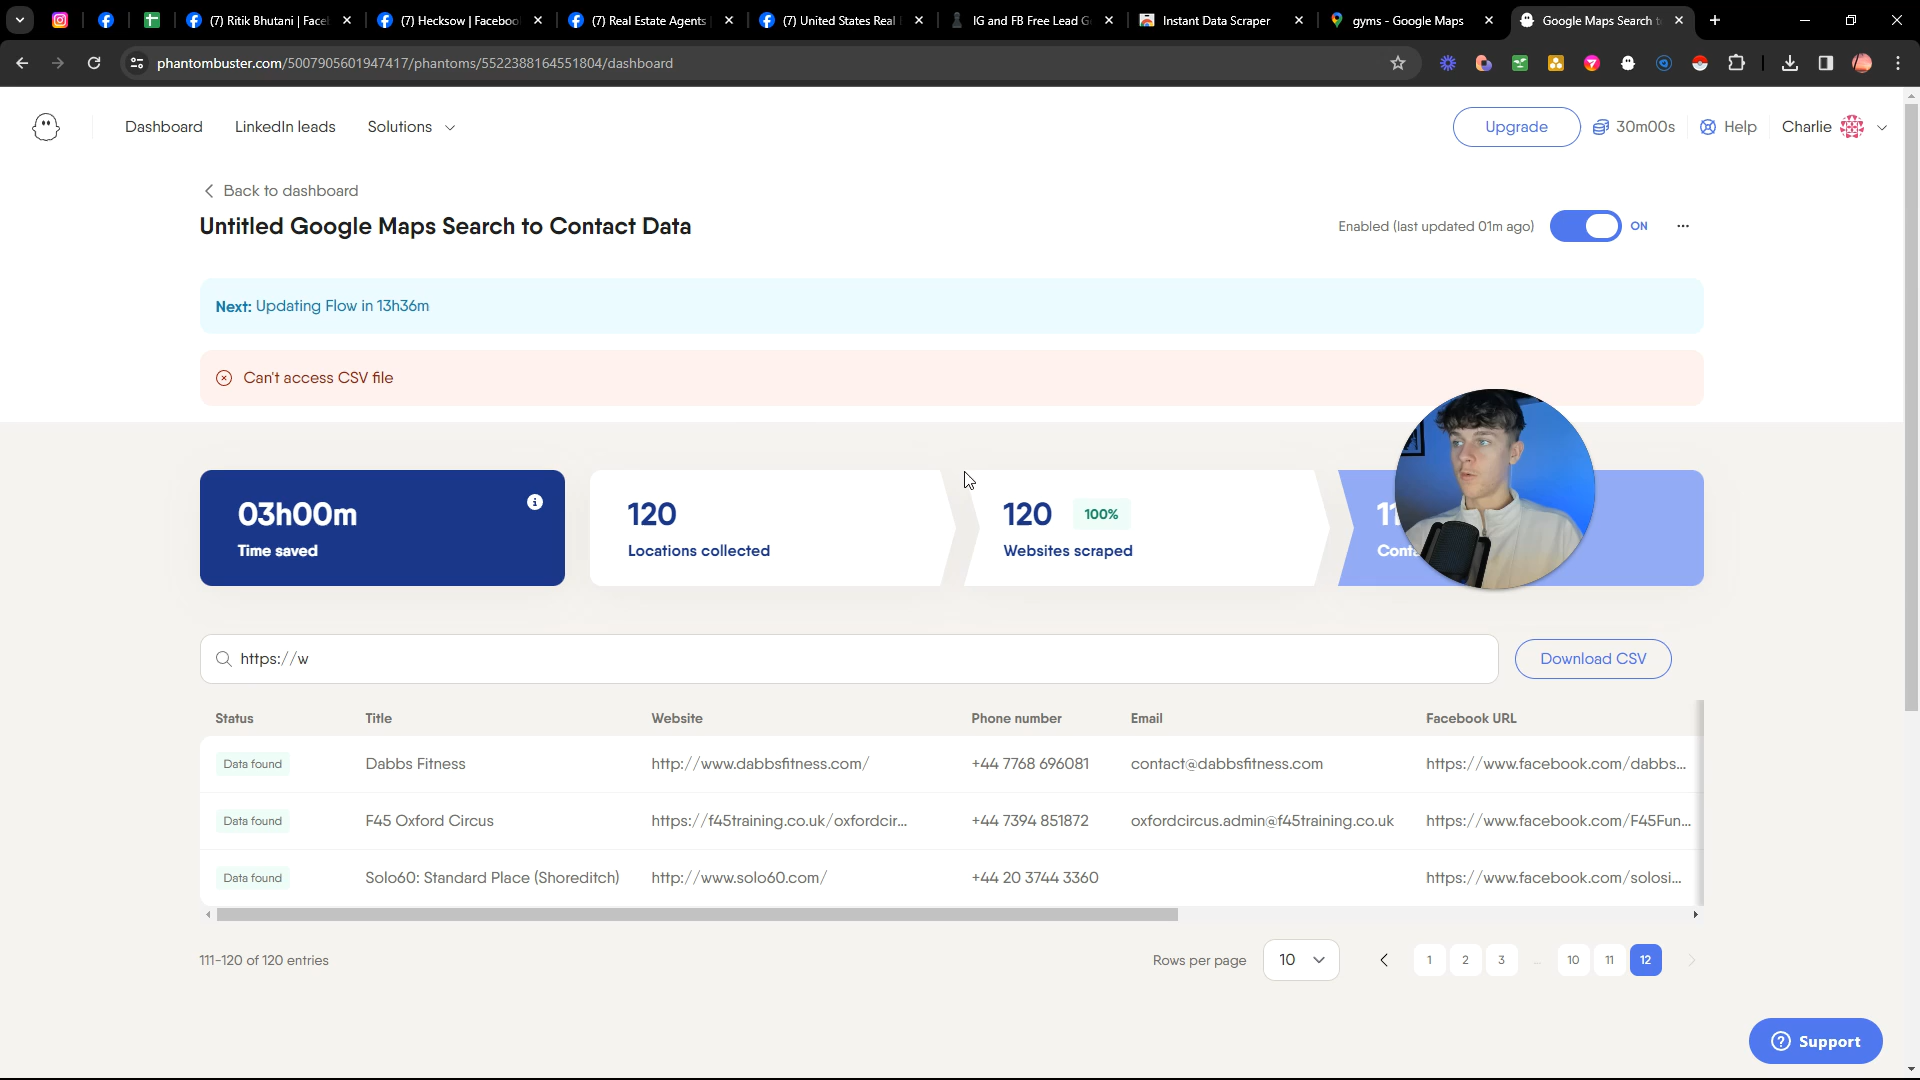 (7) Ritik Bhutani | Face
(7) Hecksow | Faceboo
(7) Real Estate Agents
(7) United States Real
IG and FB Free Lead G
Instant Data Scraper
gyms - Google Maps
Google Maps Search t
phantombuster.com/5007905601947417/phantoms/5522388164551804/dashboard
Dashboard
LinkedIn leads
Solutions
Upgrade
30m00s
Help
Charlie
Back to dashboard
Untitled Google Maps Search to Contact Data
Enabled (last updated 01m ago)
ON
Next: Updating Flow in 13h36m
Can't access CSV file
03h00m
Time saved
120
Locations collected
120
100%
Websites scraped
https://w
Download CSV
Status
Title
Website
Phone number
Email
Facebook URL
Data found
Dabbs Fitness
http://www.dabbsfitness.com/
+44 7768 696081
contact@dabbsfitness.com
https://www.facebook.com/dabbs...
Data found
F45 Oxford Circus
https://f45training.co.uk/oxfordcir...
+44 7394 851872
oxfordcircus.admin@f45training.co.uk
https://www.facebook.com/F45Fun...
Data found
Solo60: Standard Place (Shoreditch)
http://www.solo60.com/
+44 20 3744 3360
https://www.facebook.com/solosi...
111-120 of 120 entries
Rows per page
10
1
2
3
...
10
11
12
Support